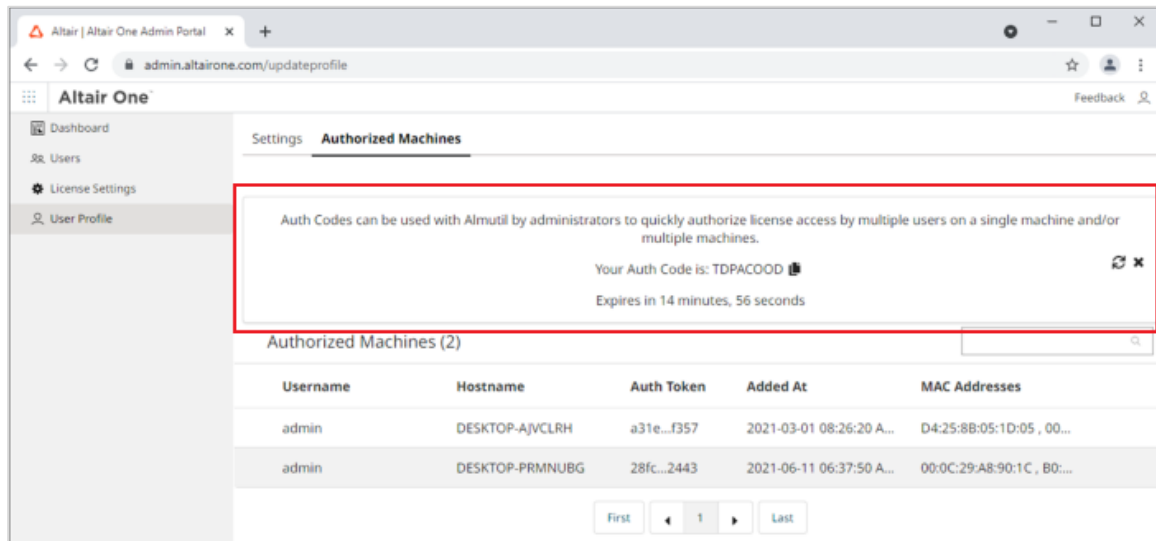 Altair | Altair One Admin Portal
admin.altairone.com/updateprofile
Altair One
Feedback
Dashboard
Users
License Settings
User Profile
Settings Authorized Machines
Auth Codes can be used with Almutil by administrators to quickly authorize license access by multiple users on a single machine and/or
multiple machines.
Your Auth Code is: TDPACOOD
Expires in 14 minutes, 56 seconds
Authorized Machines (2)
Username Hostname Auth Token Added At MAC Addresses
admin DESKTOP-AJVCLRH a31e...f357 2021-03-01 08:26:20 A... D4:25:8B:05:1D:05 , 00...
admin DESKTOP-PRMNUBG 28fc...2443 2021-06-11 06:37:50 A... 00:0C:29:A8:90:1C , B0:...
First 1 Last